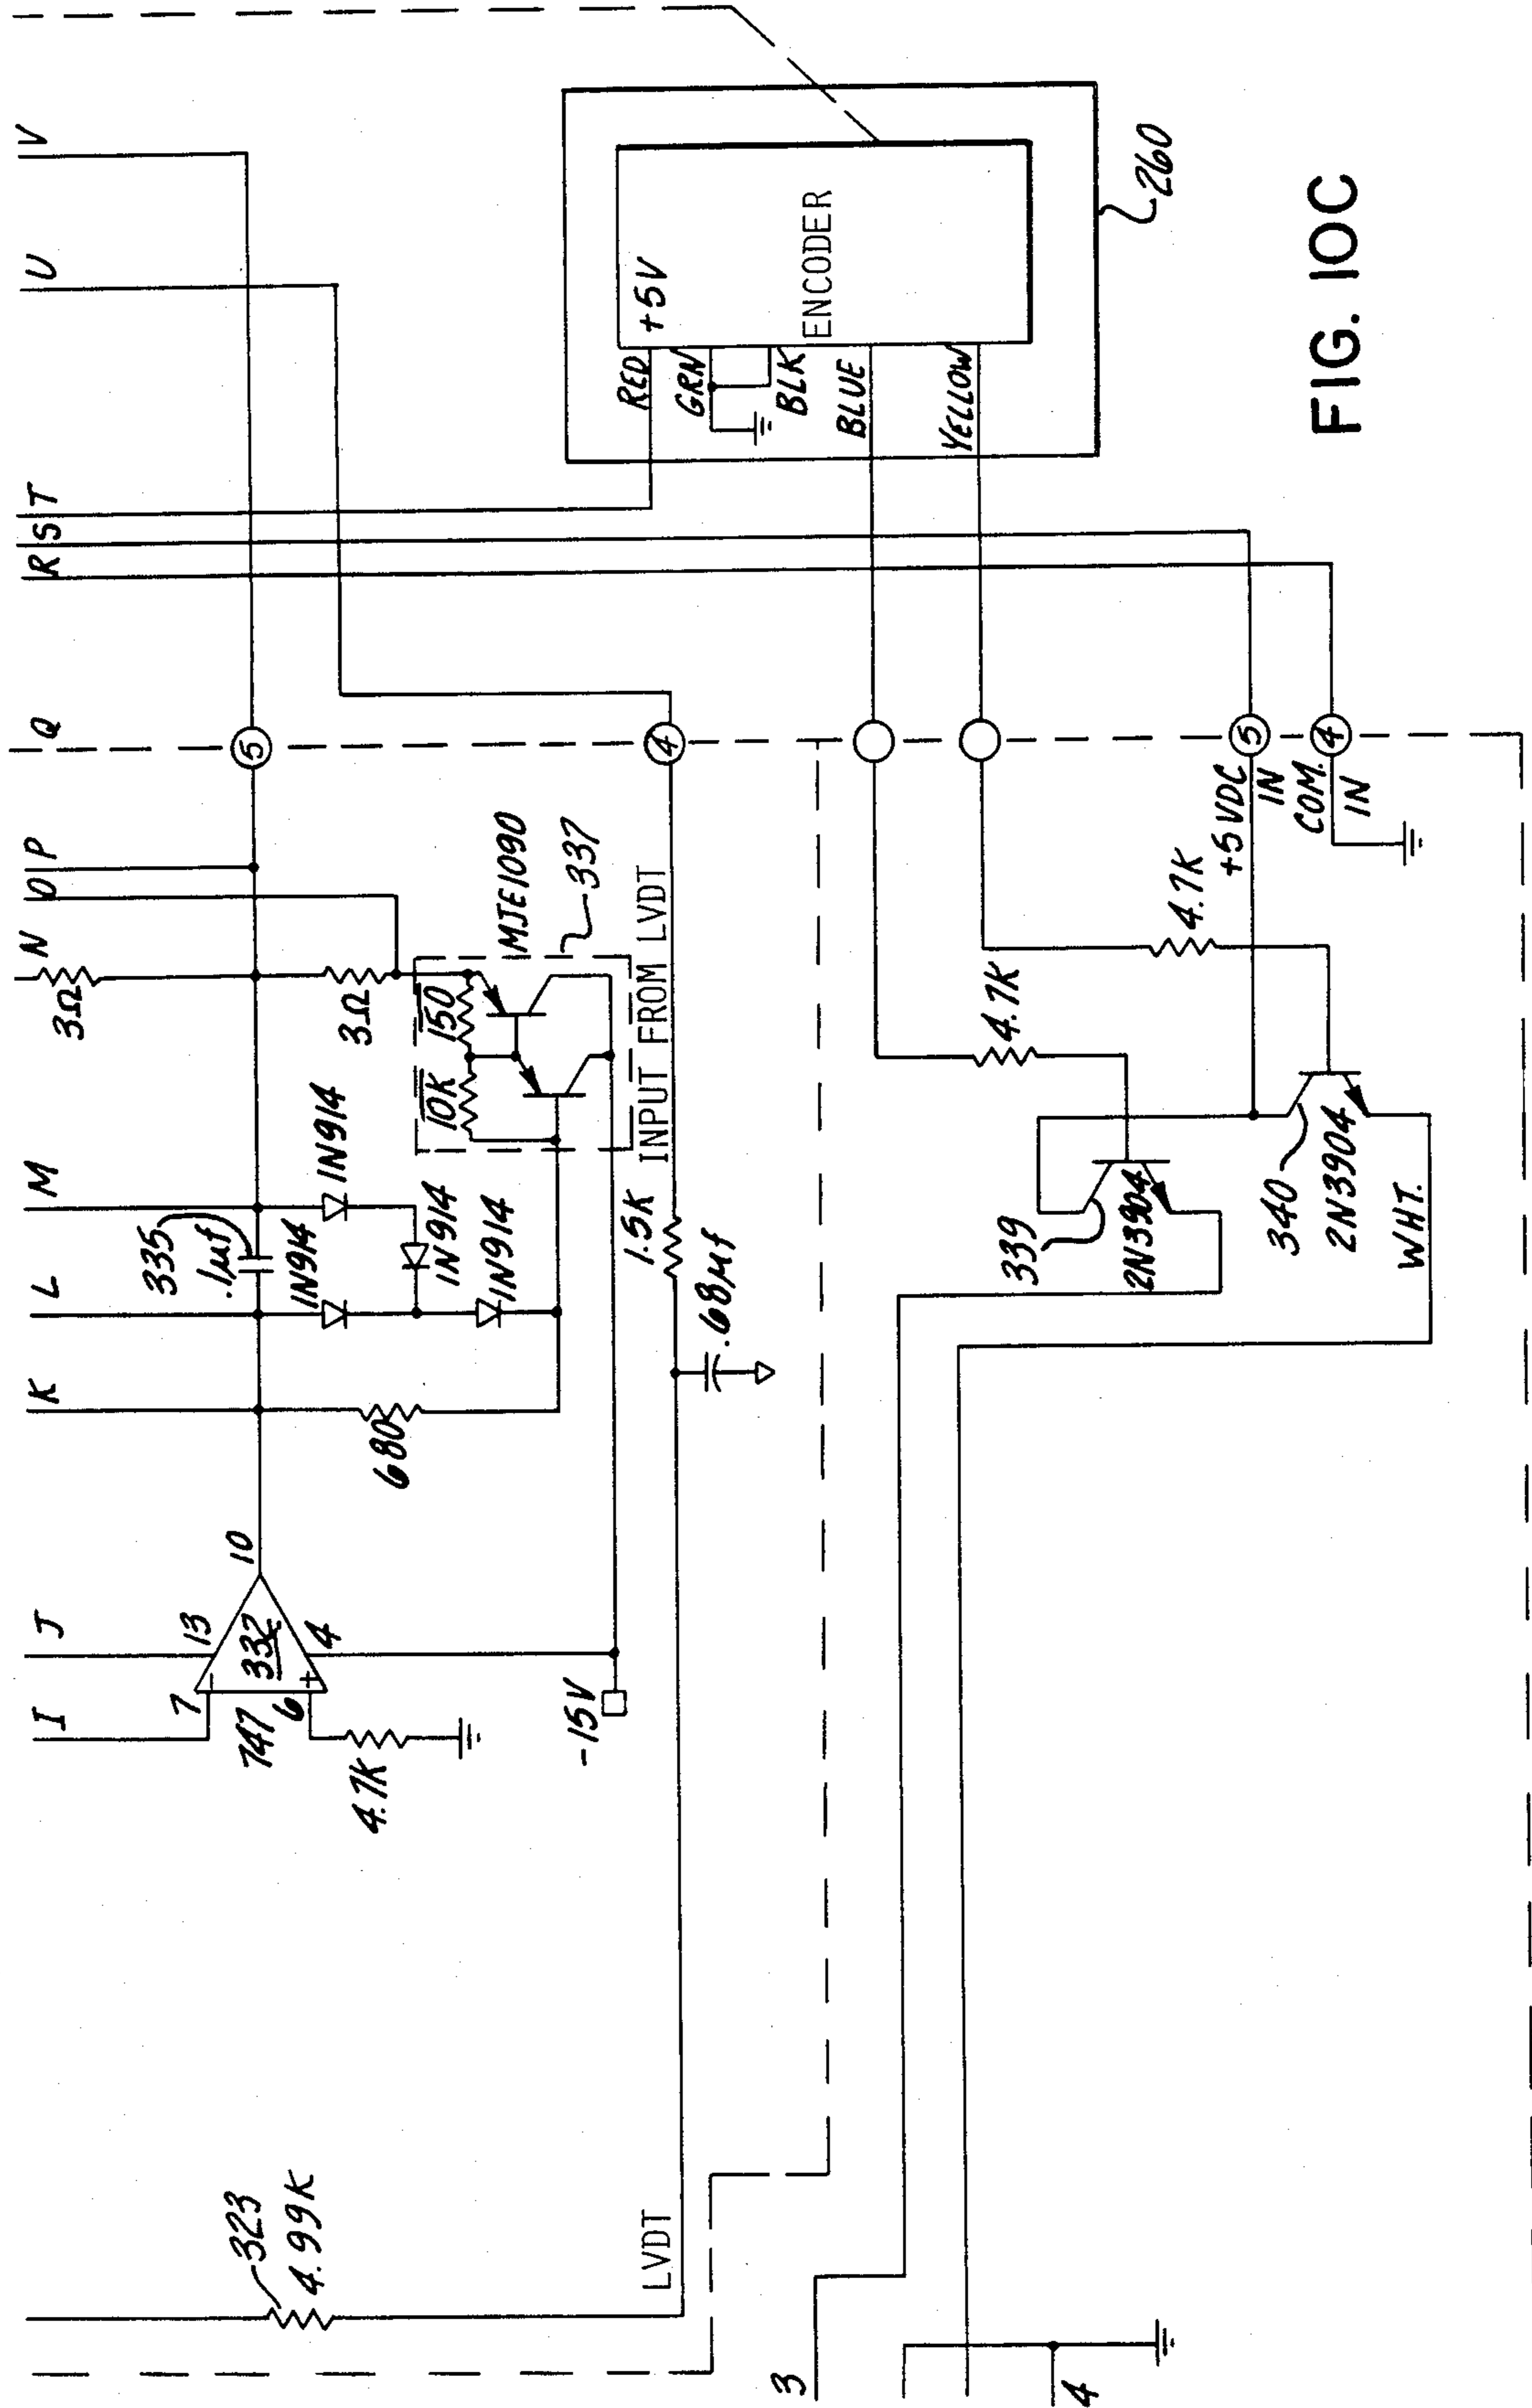 I
J
K
L
M
N
O
P
Q
R
S
T
U
V
7
13
332
747
6
4
10
4.7K
-15V
680
335
.1µf
1N914
1N914
1N914
1N914
3Ω
3Ω
10K
150
MJE1090
337
5
INPUT FROM LVDT
1.5K
.68µf
4
323
4.99K
LVDT
RED
+5V
GRN
BLK
ENCODER
BLUE
YELLOW
260
4.7K
4.7K
5
+5VDC
IN
4
COM.
IN
339
2N3904
340
2N3904
WHT.
3
4
FIG. 10C